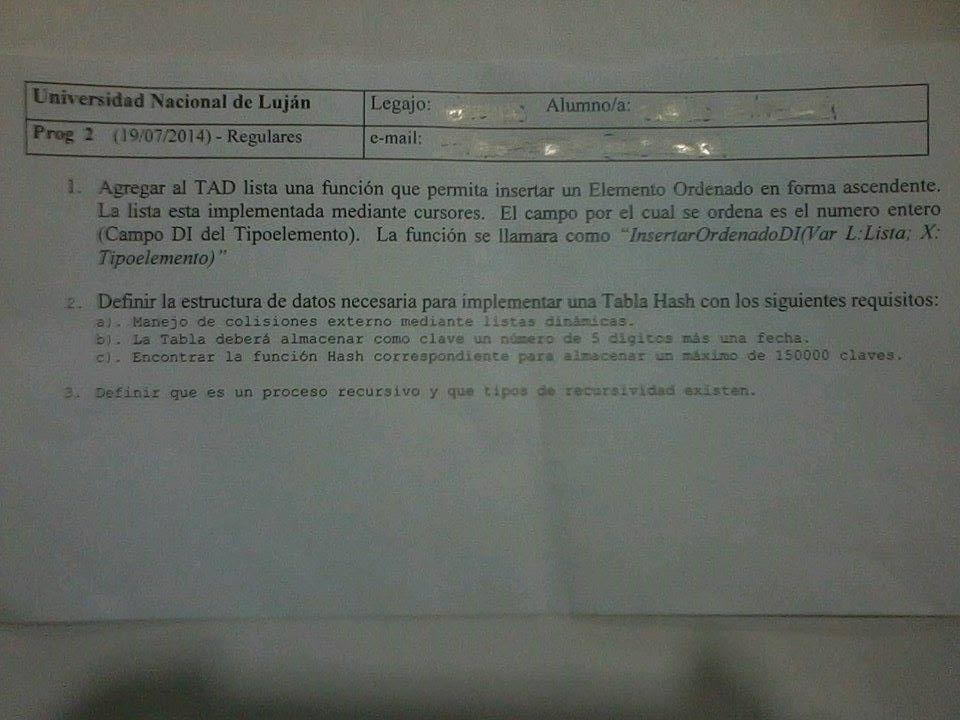 Universidad Nacional de Luján
Legajo: Alumno/a:
Prog 2 (19/07/2014) - Regulares
e-mail:
1. Agregar al TAD lista una función que permita insertar un Elemento Ordenado en forma ascendente.
La lista esta implementada mediante cursores. El campo por el cual se ordena es el numero entero
(Campo DI del Tipoelemento). La función se llamara como "InsertarOrdenadoDI(Var L:Lista; X:
Tipoelemento)"
2. Definir la estructura de datos necesaria para implementar una Tabla Hash con los siguientes requisitos:
a). Manejo de colisiones externo mediante listas dinámicas.
b). La Tabla deberá almacenar como clave un número de 5 dígitos más una fecha.
c). Encontrar la función Hash correspondiente para almacenar un máximo de 150000 claves.
3. Definir que es un proceso recursivo y que tipos de recursividad existen.